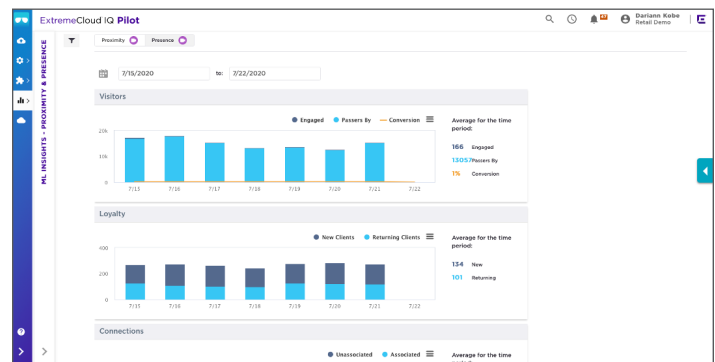 ExtremeCloud IQ Pilot
47
Dariann Kobe
Retail Demo
ML INSIGHTS - PROXIMITY & PRESENCE
Proximity
Presence
7/15/2020 to: 7/22/2020
Visitors
Engaged Passers By Conversion
20k
10k
0
7/15 7/16 7/17 7/18 7/19 7/20 7/21 7/22
Average for the time
period:
166 Engaged
13057 Passers By
1% Conversion
Loyalty
New Clients Returning Clients
400
200
0
7/15 7/16 7/17 7/18 7/19 7/20 7/21 7/22
Average for the time
period:
134 New
101 Returning
Connections
Unassociated Associated
Average for the time